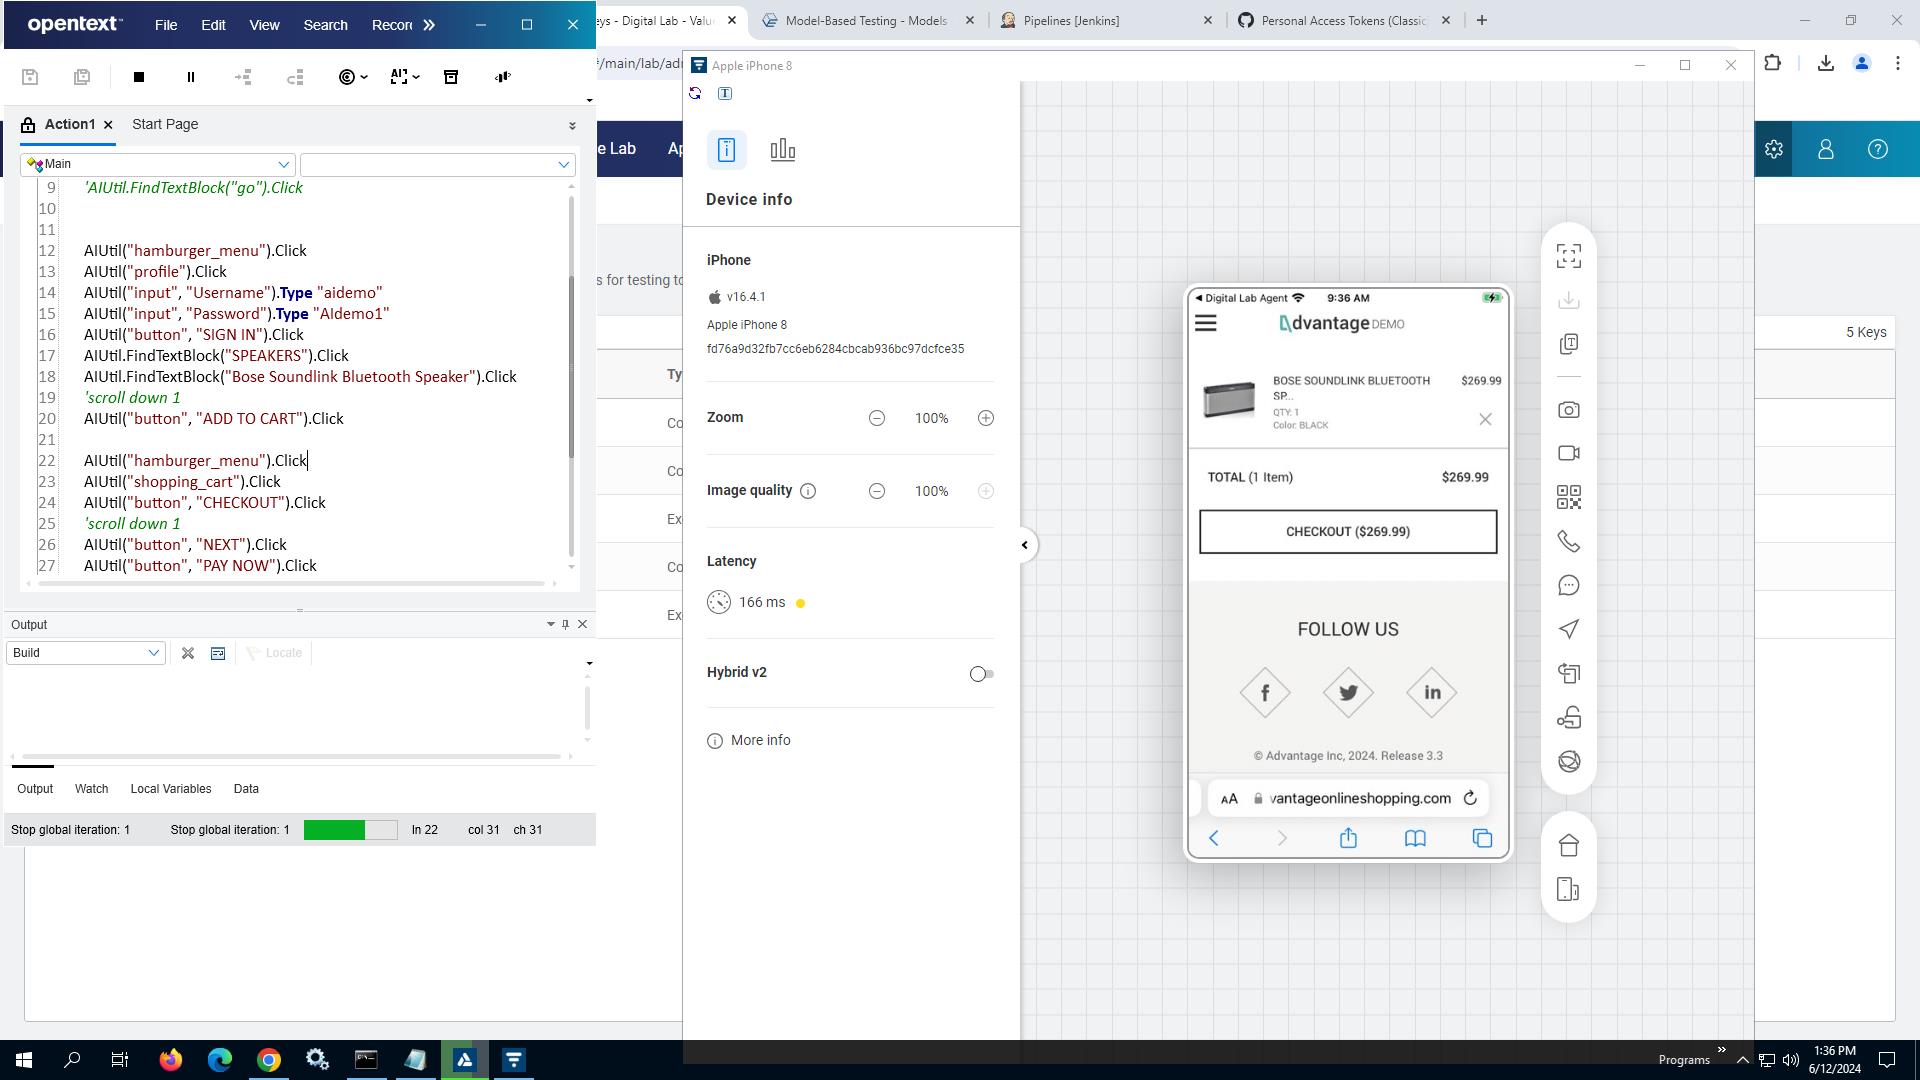 opentext™
File Edit View Search Recor
eys - Digital Lab - Value
Model-Based Testing - Models
Pipelines [Jenkins]
Personal Access Tokens (Classic
#/main/lab/adm
Action1
Start Page
Main
9 'AIUtil.FindTextBlock("go").Click
10
11
12 AIUtil("hamburger_menu").Click
13 AIUtil("profile").Click
14 AIUtil("input", "Username").Type "aidemo"
15 AIUtil("input", "Password").Type "AIdemo1"
16 AIUtil("button", "SIGN IN").Click
17 AIUtil.FindTextBlock("SPEAKERS").Click
18 AIUtil.FindTextBlock("Bose Soundlink Bluetooth Speaker").Click
19 'scroll down 1
20 AIUtil("button", "ADD TO CART").Click
21
22 AIUtil("hamburger_menu").Click
23 AIUtil("shopping_cart").Click
24 AIUtil("button", "CHECKOUT").Click
25 'scroll down 1
26 AIUtil("button", "NEXT").Click
27 AIUtil("button", "PAY NOW").Click
Output
Build
Locate
Output Watch Local Variables Data
Stop global iteration: 1 Stop global iteration: 1 ln 22 col 31 ch 31
e Lab
s for testing to
5 Keys
Co
Co
Ex
Co
Ex
Apple iPhone 8
Device info
iPhone
v16.4.1
Apple iPhone 8
fd76a9d32fb7cc6eb6284cbcab936bc97dcfce35
Zoom 100%
Image quality 100%
Latency
166 ms
Hybrid v2
More info
Digital Lab Agent 9:36 AM
Advantage DEMO
BOSE SOUNDLINK BLUETOOTH $269.99
SP...
QTY: 1
Color: BLACK
TOTAL (1 Item) $269.99
CHECKOUT ($269.99)
FOLLOW US
© Advantage Inc, 2024. Release 3.3
AA vantageonlineshopping.com
Programs
1:36 PM
6/12/2024